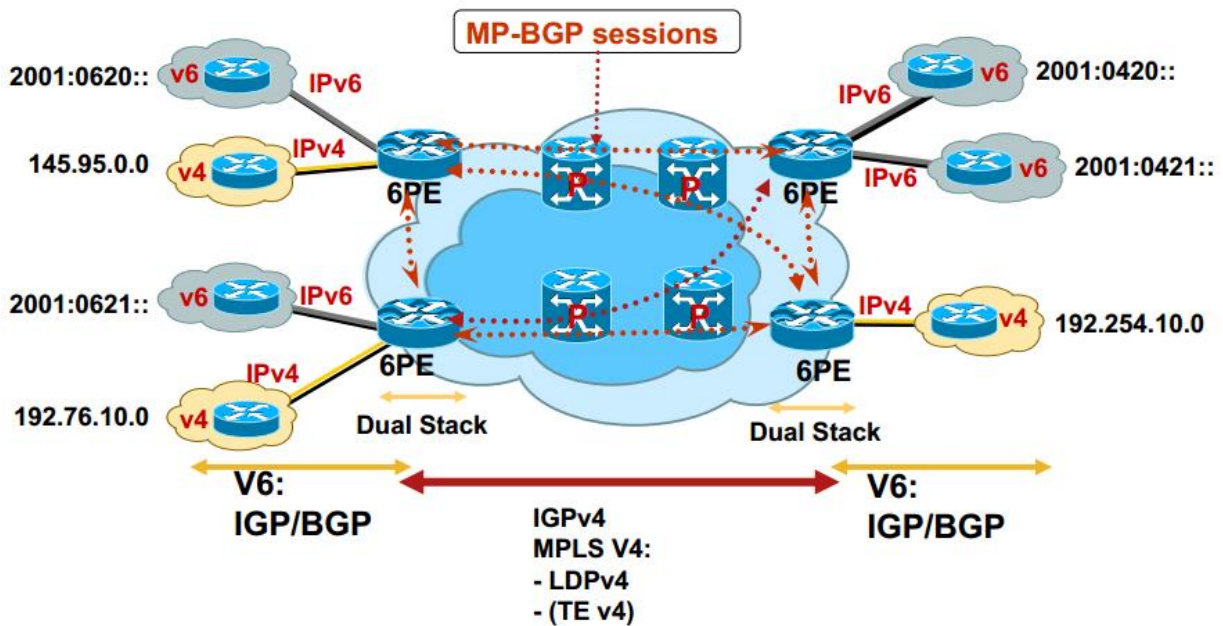 MP-BGP sessions
2001:0620::
v6
IPv6
v6
2001:0420::
IPv6
145.95.0.0
v4
IPv4
6PE
P
P
6PE
IPv6
v6
2001:0421::
2001:0621::
v6
IPv6
6PE
P
P
6PE
IPv4
v4
192.254.10.0
IPv4
192.76.10.0
v4
Dual Stack
Dual Stack
V6:
IGP/BGP
IGPv4
MPLS V4:
- LDPv4
- (TE v4)
V6:
IGP/BGP